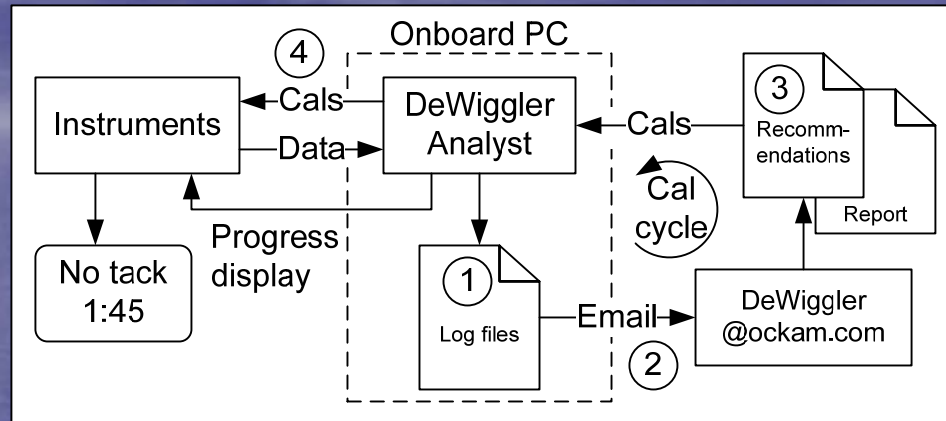 Onboard PC
4
Instruments
Cals
Data
DeWiggler
Analyst
Cals
3
Recomm-
endations
Report
Cal
cycle
Progress
display
No tack
1:45
1
Log files
Email
2
DeWiggler
@ockam.com